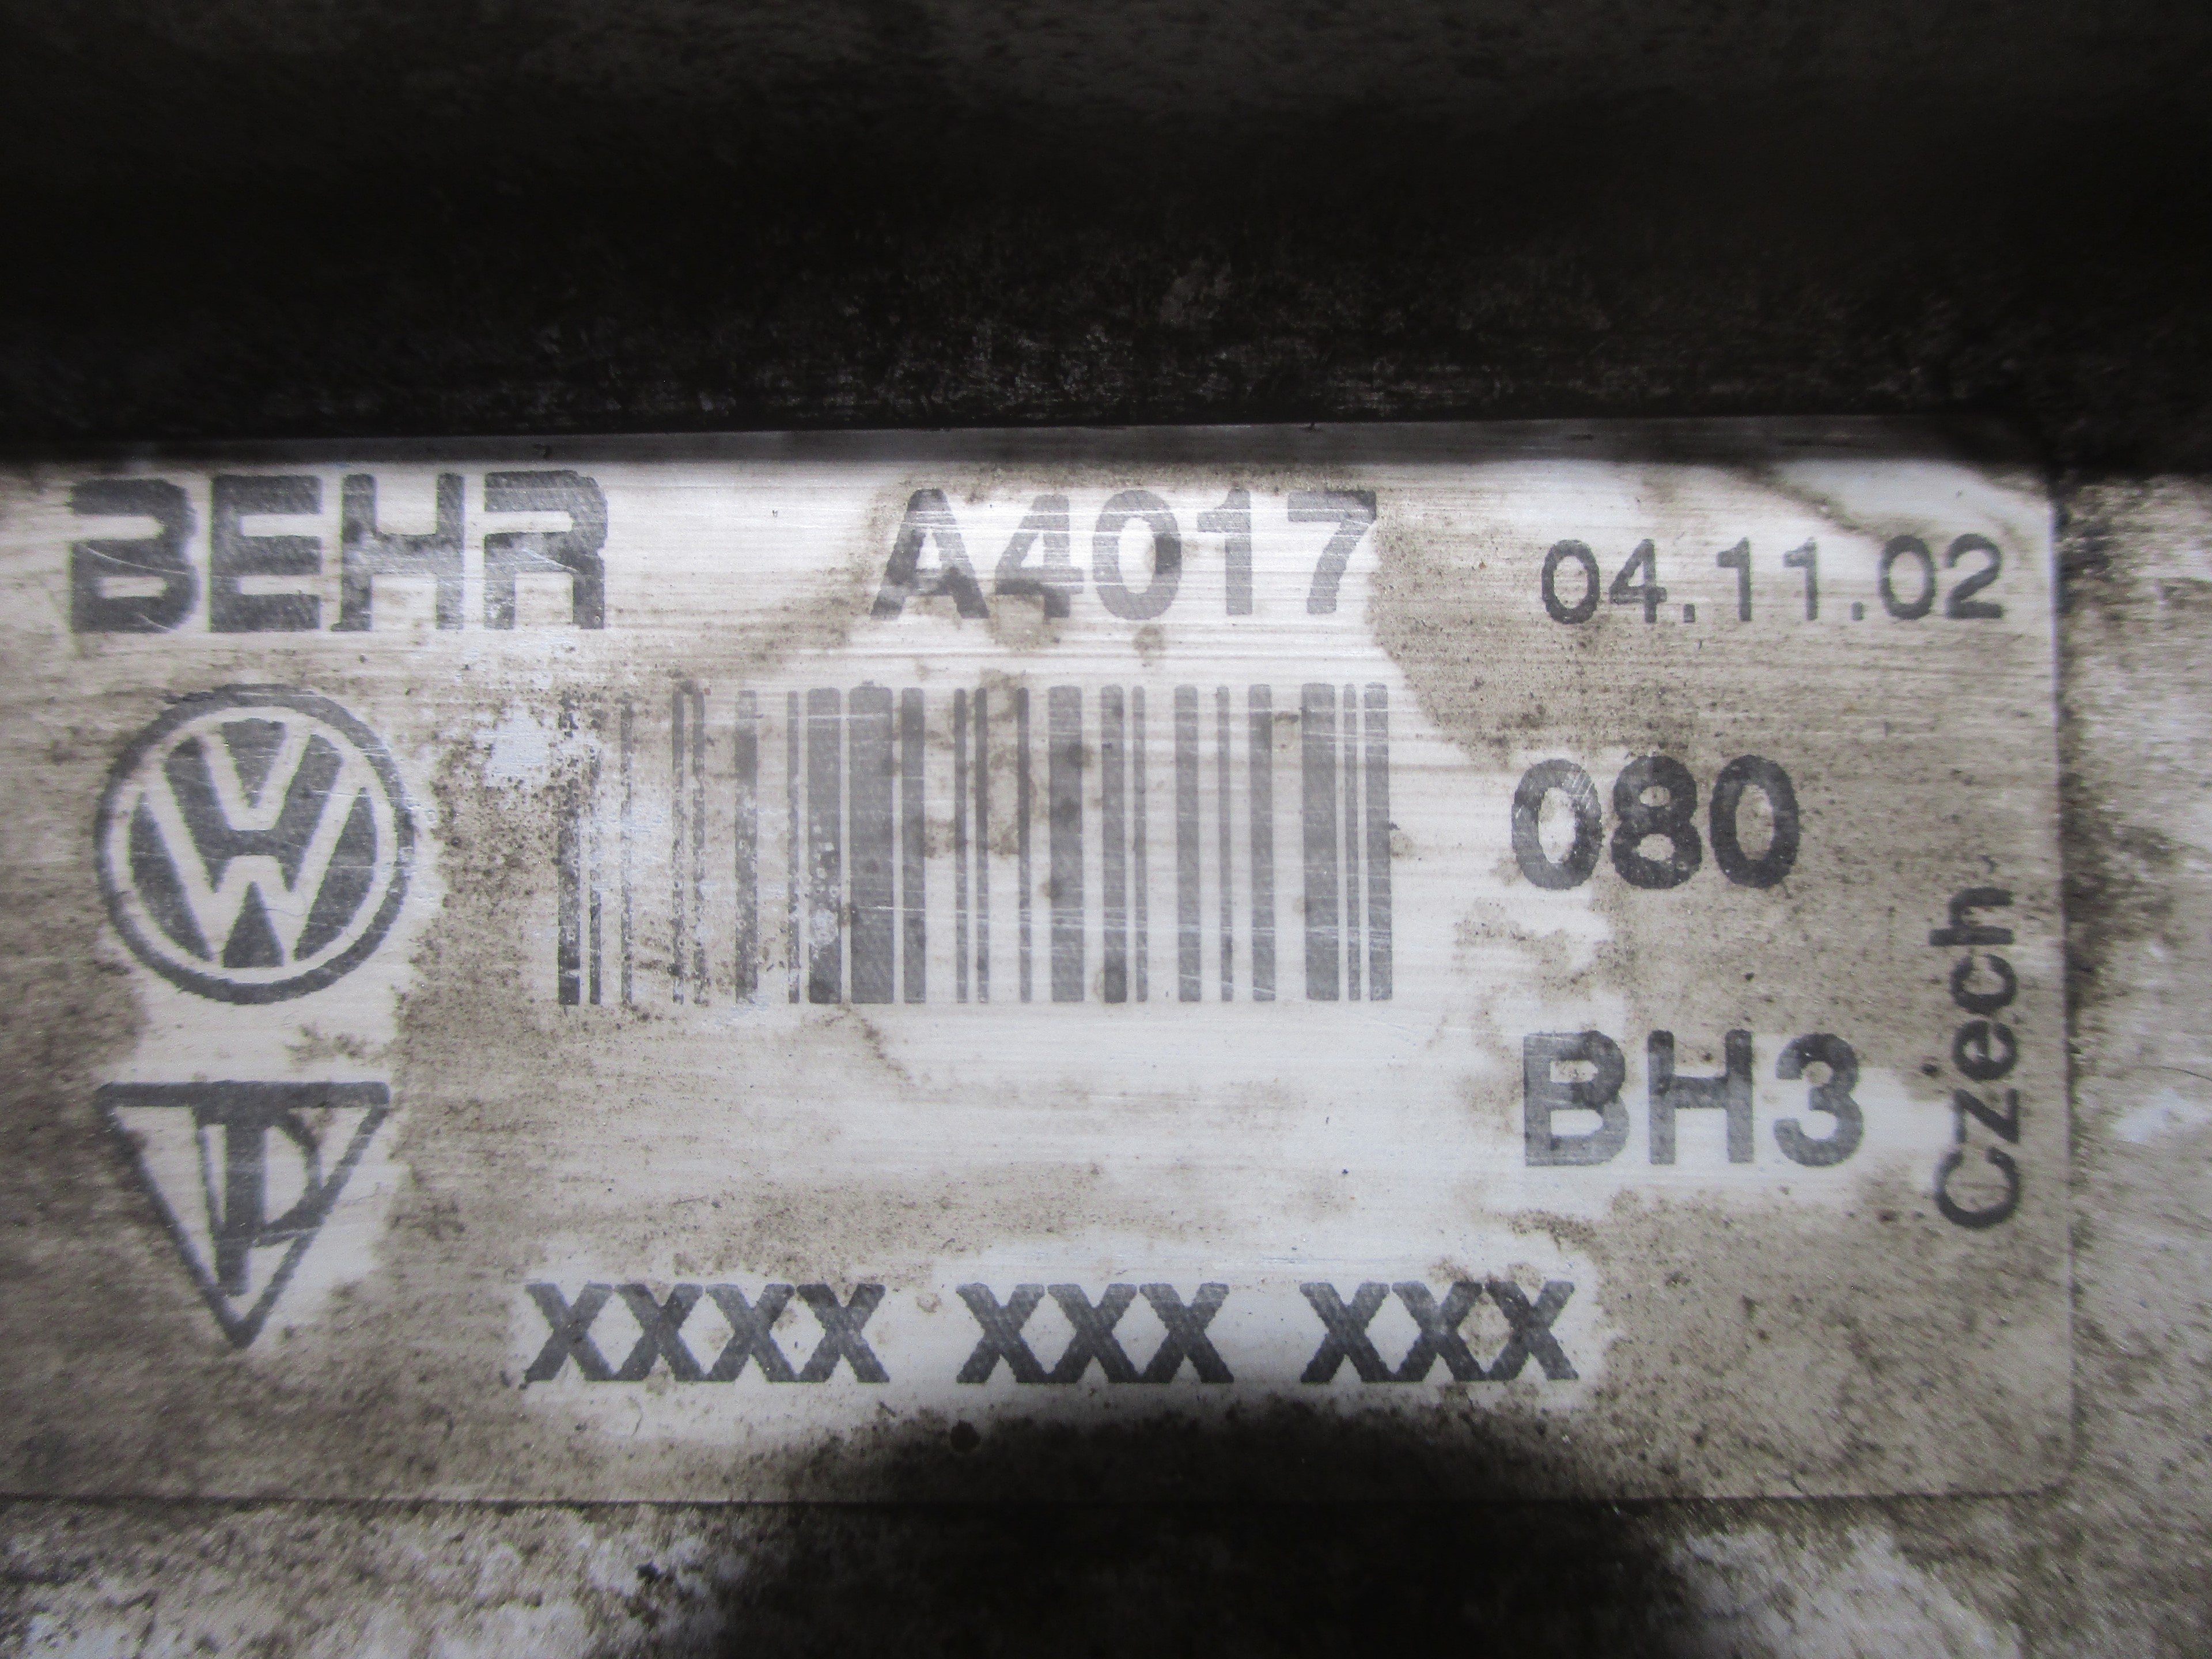 BEHR A4017 04.11.02
080
BH3
Czech
XXXX XXX XXX